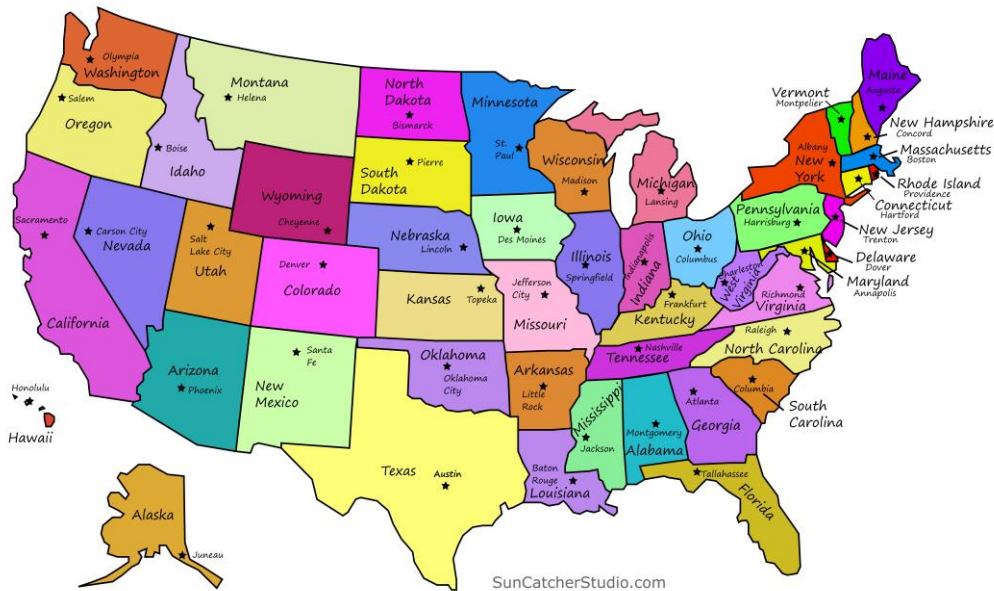 Olympia
Washington
Salem
Oregon
Boise
Idaho
Montana
Helena
Wyoming
Cheyenne
North
Dakota
Bismarck
Pierre
South
Dakota
Minnesota
St.
Paul
Wisconsin
Madison
Michigan
Lansing
Sacramento
California
Carson City
Nevada
Salt
Lake City
Utah
Denver
Colorado
Nebraska
Lincoln
Kansas
Topeka
Iowa
Des Moines
Jefferson
City
Missouri
Illinois
Springfield
Indianapolis
Indiana
Ohio
Columbus
Frankfurt
Kentucky
Nashville
Tennessee
Charleston
West
Virginia
Richmond
Virginia
Raleigh
North Carolina
Columbia
South
Carolina
Pennsylvania
Harrisburg
Albany
New
York
Vermont
Montpelier
Maine
Augusta
New Hampshire
Concord
Massachusetts
Boston
Rhode Island
Providence
Connecticut
Hartford
New Jersey
Trenton
Delaware
Dover
Maryland
Annapolis
Arizona
Phoenix
Santa
Fe
New
Mexico
Oklahoma
Oklahoma
City
Arkansas
Little
Rock
Mississippi
Jackson
Montgomery
Alabama
Atlanta
Georgia
Tallahassee
Florida
Baton
Rouge
Louisiana
Texas
Austin
Honolulu
Hawaii
Alaska
Juneau
SunCatcherStudio.com